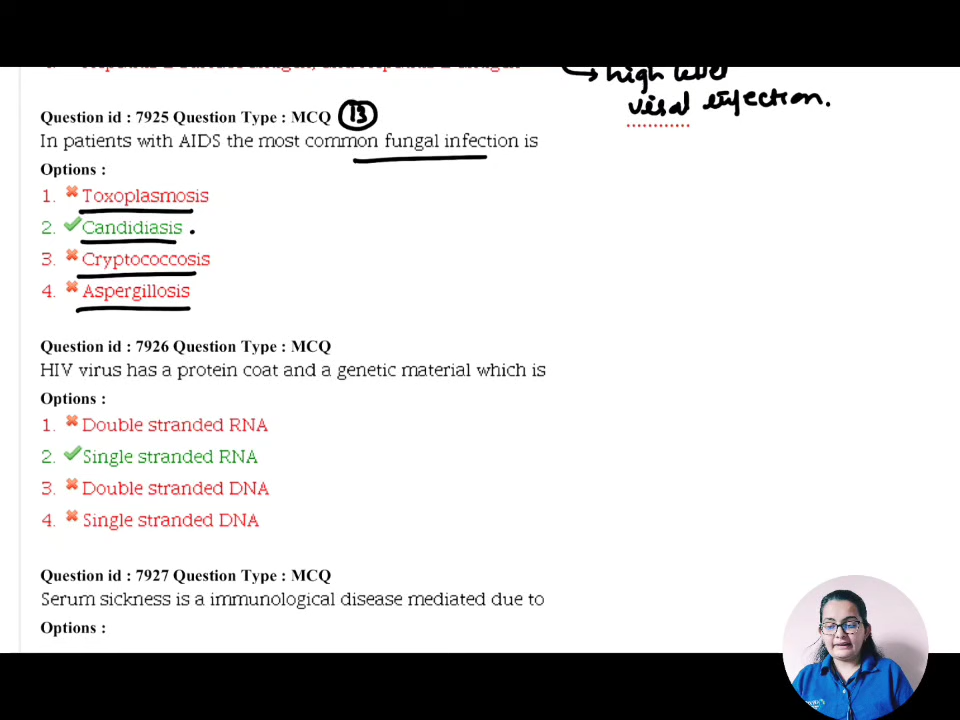 high level
viral infection.
Question id : 7925 Question Type : MCQ 13
In patients with AIDS the most common fungal infection is
Options :
1. Toxoplasmosis
2. Candidiasis
3. Cryptococcosis
4. Aspergillosis
Question id : 7926 Question Type : MCQ
HIV virus has a protein coat and a genetic material which is
Options :
1. Double stranded RNA
2. Single stranded RNA
3. Double stranded DNA
4. Single stranded DNA
Question id : 7927 Question Type : MCQ
Serum sickness is a immunological disease mediated due to
Options :